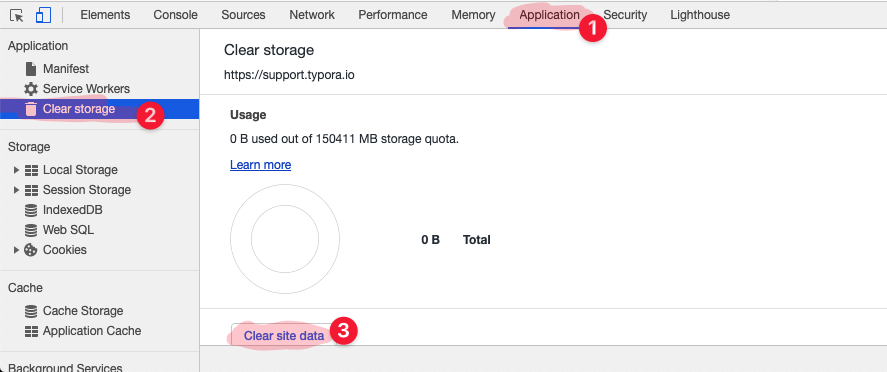 Elements Console Sources Network Performance Memory Application Security Lighthouse
1
Application
Manifest
Service Workers
Clear storage
2
Storage
Local Storage
Session Storage
IndexedDB
Web SQL
Cookies
Cache
Cache Storage
Application Cache
Background Services
Clear storage
https://support.typora.io
Usage
0 B used out of 150411 MB storage quota.
Learn more
0 B Total
Clear site data
3